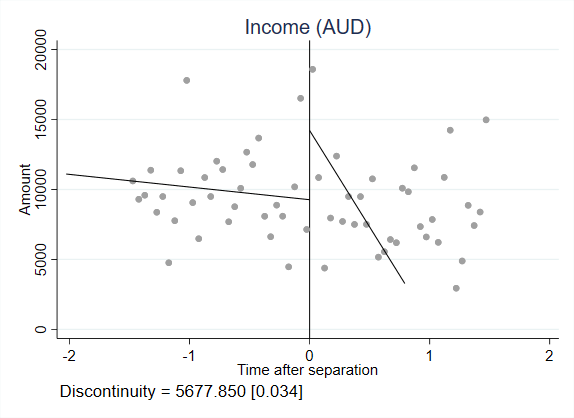 Income (AUD)
20000
15000
10000
5000
0
Amount
-2 -1 0 1 2
Time after separation
Discontinuity = 5677.850 [0.034]